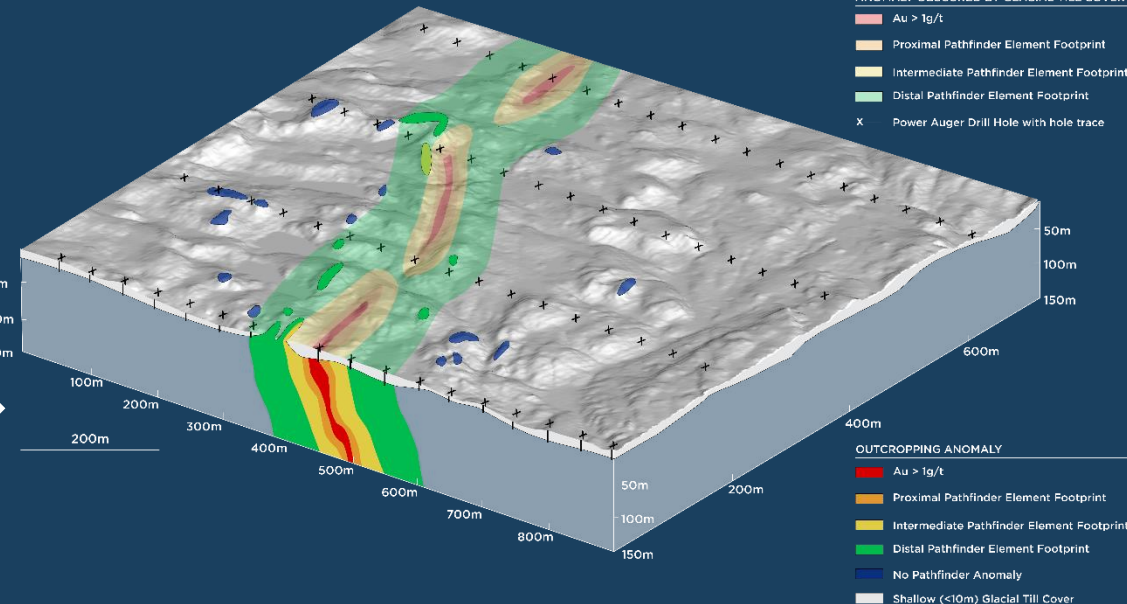 Au > 1g/t
Proximal Pathfinder Element Footprint
Intermediate Pathfinder Element Footprint
Distal Pathfinder Element Footprint
x Power Auger Drill Hole with hole trace
50m
100m
150m
600m
400m
200m
50m
100m
150m
100m
200m
300m
400m
500m
600m
700m
800m
200m
OUTCROPPING ANOMALY
Au > 1g/t
Proximal Pathfinder Element Footprint
Intermediate Pathfinder Element Footprint
Distal Pathfinder Element Footprint
No Pathfinder Anomaly
Shallow (<10m) Glacial Till Cover